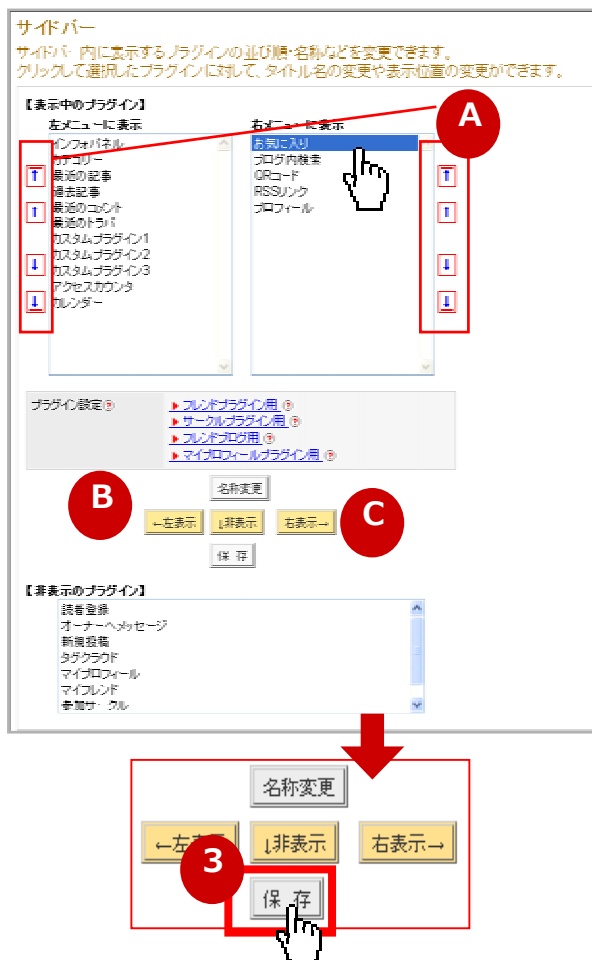 サイドバー
サイドバー内に表示するプラグインの並び順・名称などを変更できます。
クリックして選択したプラグインに対して、タイトル名の変更や表示位置の変更ができます。
【表示中のプラグイン】
左メニューに表示
右メニューに表示
A
インフォパネル
カテゴリー
最近の記事
過去記事
最近のコメント
最近のトラバ
カスタムプラグイン1
カスタムプラグイン2
カスタムプラグイン3
アクセスカウンタ
カレンダー
お気に入り
ブログ内検索
QRコード
RSSリンク
プロフィール
↑ ↑
↑ ↑
↓ ↓
↓ ↓
プラグイン設定?
フレンドプラグイン用 ?
サークルプラグイン用 ?
フレンドブログ用 ?
マイプロフィールプラグイン用 ?
B
名称変更
C
←左表示 ↓非表示 右表示→
保 存
【非表示のプラグイン】
読者登録
オーナーへメッセージ
新規投稿
タグクラウド
マイプロフィール
マイフレンド
参加サークル
名称変更
←左表示 ↓非表示 右表示→
3
保 存